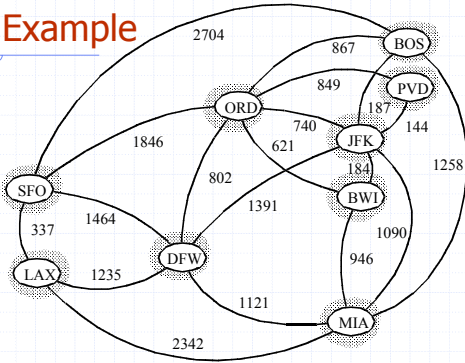 Example
2704
867
BOS
849
PVD
ORD
187
740
144
JFK
1846
621
184
1258
802
SFO
1391
BWI
1464
337
1090
DFW
946
LAX
1235
1121
MIA
2342